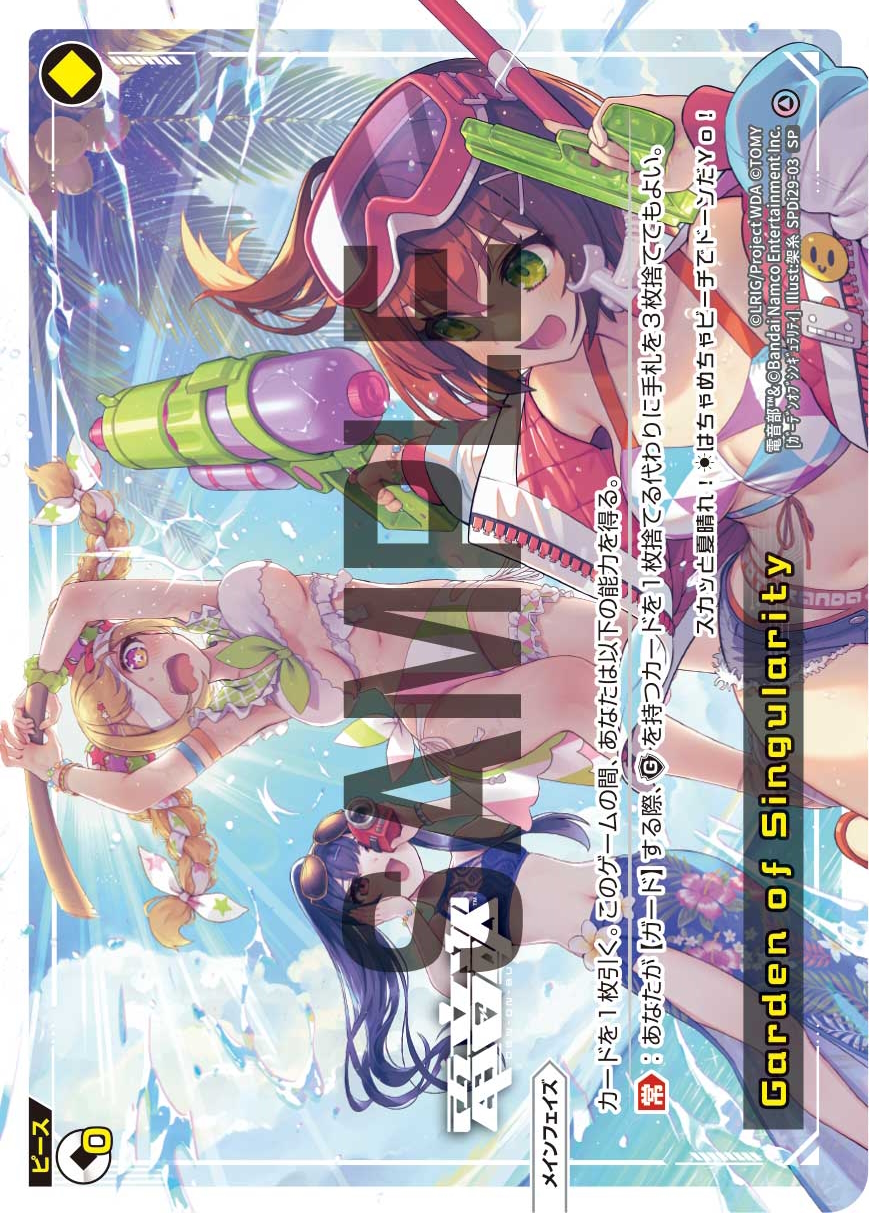 ピース
0
メインフェイズ
電音部
SAMPLE
カードを1枚引く。このゲームの間、あなたは以下の能力を得る。
常：あなたが【ガード】する際、Gを持つカードを1枚捨てる代わりに手札を3枚捨ててもよい。
スカッと夏晴れ！☀はちゃめちゃビーチでドーンだＹｏ！
Garden of Singularity
©LRIG/Project WDA ©TOMY
電音部™&©Bandai Namco Entertainment Inc.
[ｶﾞｰﾃﾞﾝｵﾌﾞｼﾝｷﾞｭﾗﾘﾃｨ] Illust:架糸 SPDi29-03 SP